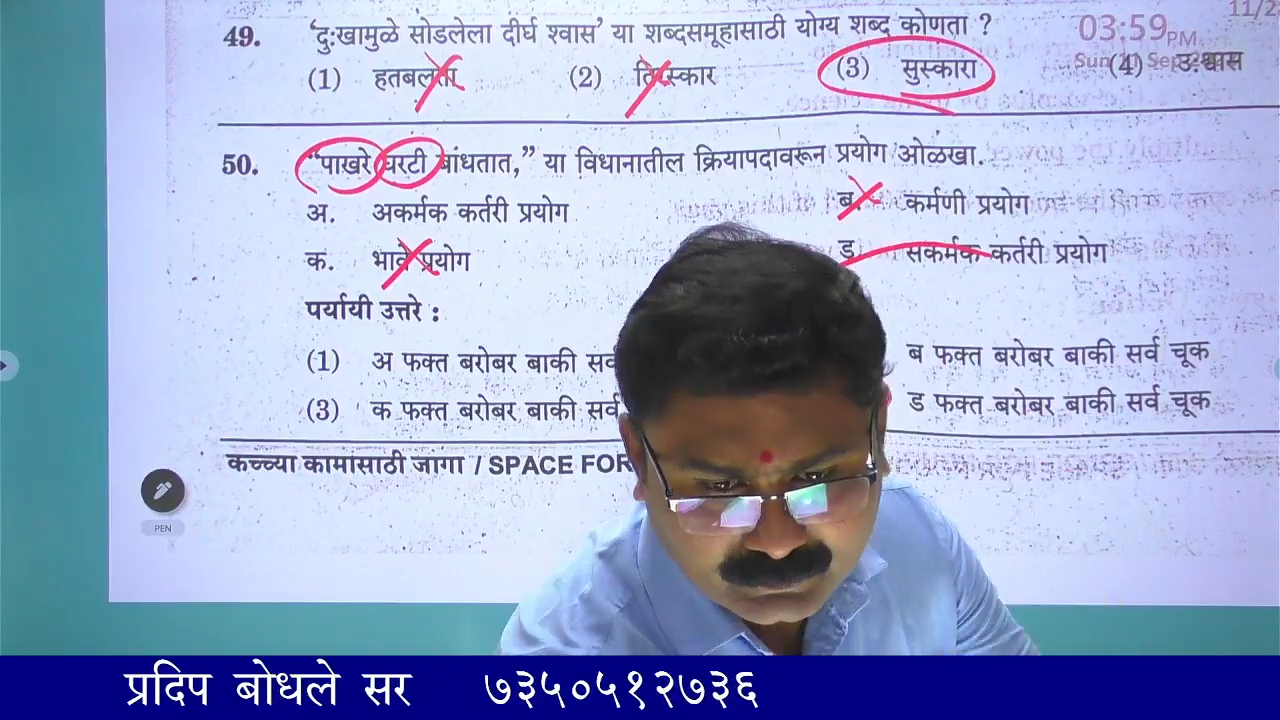 11/2
03:59 PM
49. 'दुःखामुळे सोडलेला दीर्घ श्वास' या शब्दसमूहासाठी योग्य शब्द कोणता ?
(1) हतबलता (2) तिरस्कार (3) सुस्कारा (4) उःश्वास
50. "पाखरे घरटी बांधतात," या विधानातील क्रियापदावरून प्रयोग ओळखा.
अ. अकर्मक कर्तरी प्रयोग ब. कर्मणी प्रयोग
क. भावे प्रयोग ड. सकर्मक कर्तरी प्रयोग
पर्यायी उत्तरे :
(1) अ फक्त बरोबर बाकी सर्व ब फक्त बरोबर बाकी सर्व चूक
(3) क फक्त बरोबर बाकी सर्व ड फक्त बरोबर बाकी सर्व चूक
कच्च्या कामासाठी जागा / SPACE FOR
PEN
प्रदिप बोधले सर ७३५०५१२७३६